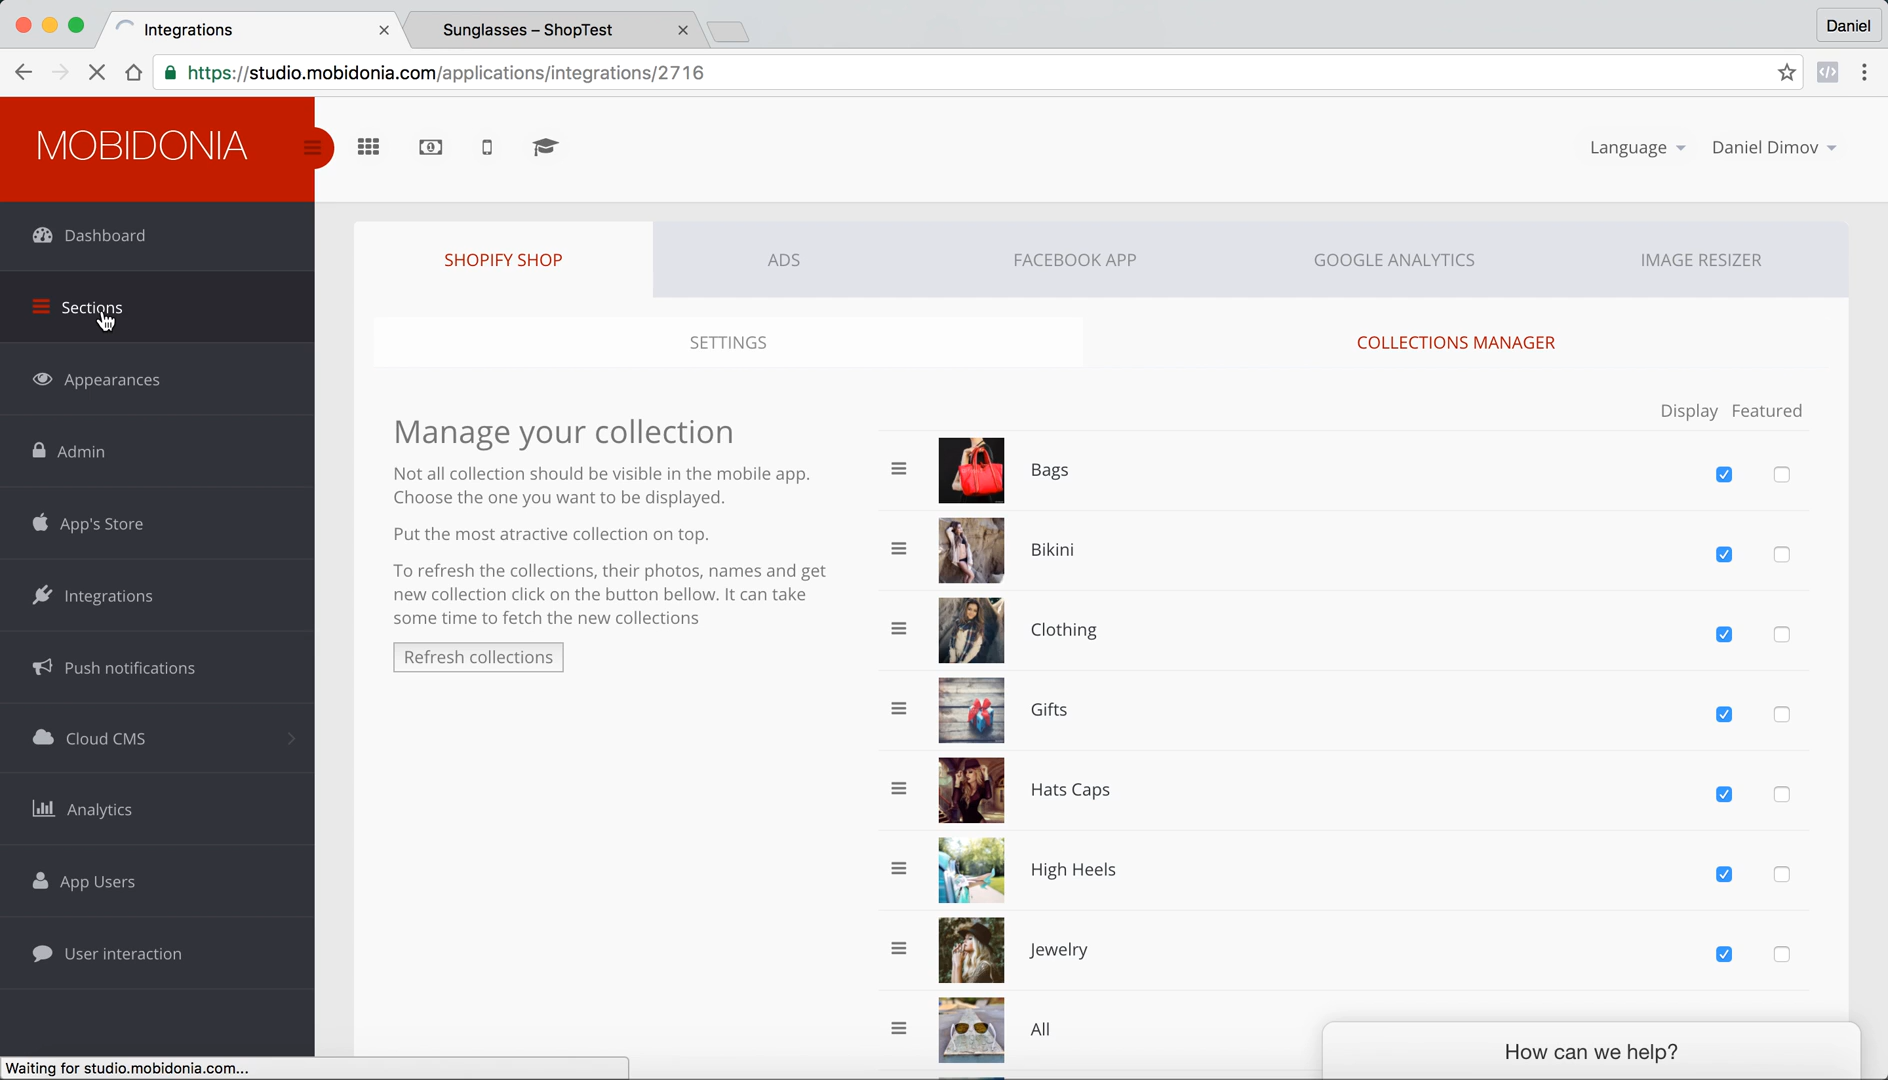 Integrations
Sunglasses – ShopTest
Daniel
https://studio.mobidonia.com/applications/integrations/2716
MOBIDONIA
Language
Daniel Dimov
Dashboard
Sections
Appearances
Admin
App's Store
Integrations
Push notifications
Cloud CMS
Analytics
App Users
User interaction
SHOPIFY SHOP
ADS
FACEBOOK APP
GOOGLE ANALYTICS
IMAGE RESIZER
SETTINGS
COLLECTIONS MANAGER
Manage your collection
Not all collection should be visible in the mobile app.
Choose the one you want to be displayed.
Put the most atractive collection on top.
To refresh the collections, their photos, names and get
new collection click on the button bellow. It can take
some time to fetch the new collections
Refresh collections
Display Featured
Bags
Bikini
Clothing
Gifts
Hats Caps
High Heels
Jewelry
All
How can we help?
Waiting for studio.mobidonia.com...